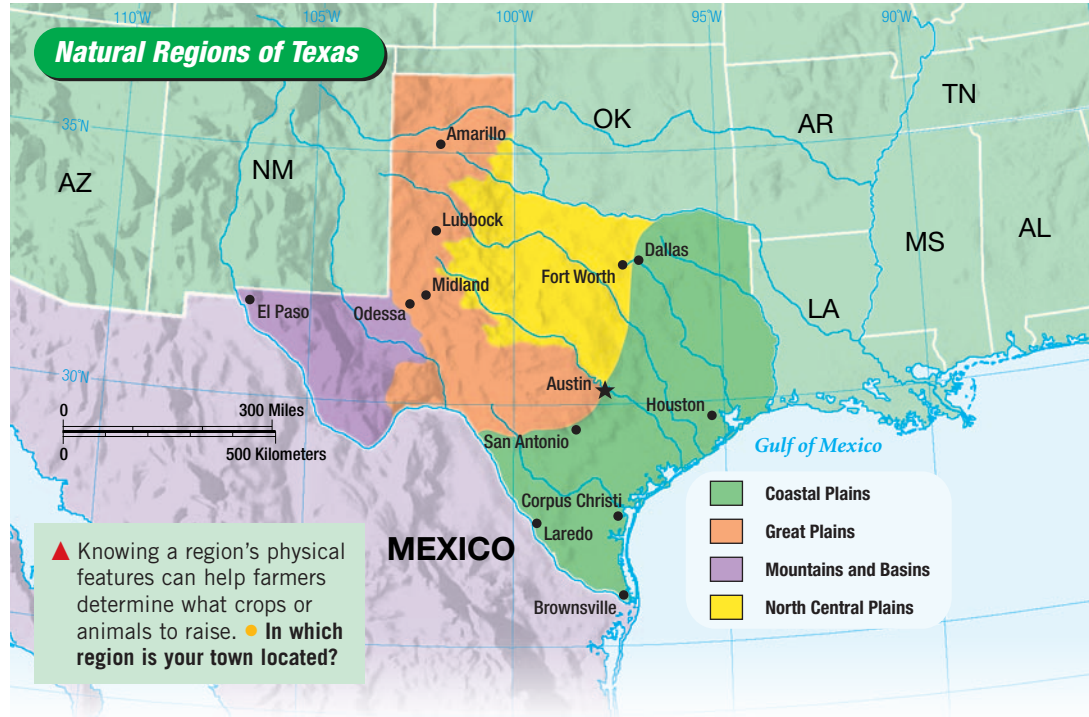 110°W
105°W
100°W
95°W
90°W
Natural Regions of Texas
TN
OK
AR
35°N
Amarillo
NM
AZ
Lubbock
MS
AL
Dallas
Fort Worth
Midland
Odessa
El Paso
LA
30°N
Austin
Houston
0 300 Miles
0 500 Kilometers
San Antonio
Gulf of Mexico
Corpus Christi
Laredo
MEXICO
Brownsville
Coastal Plains
Great Plains
Mountains and Basins
North Central Plains
Knowing a region's physical
features can help farmers
determine what crops or
animals to raise. In which
region is your town located?